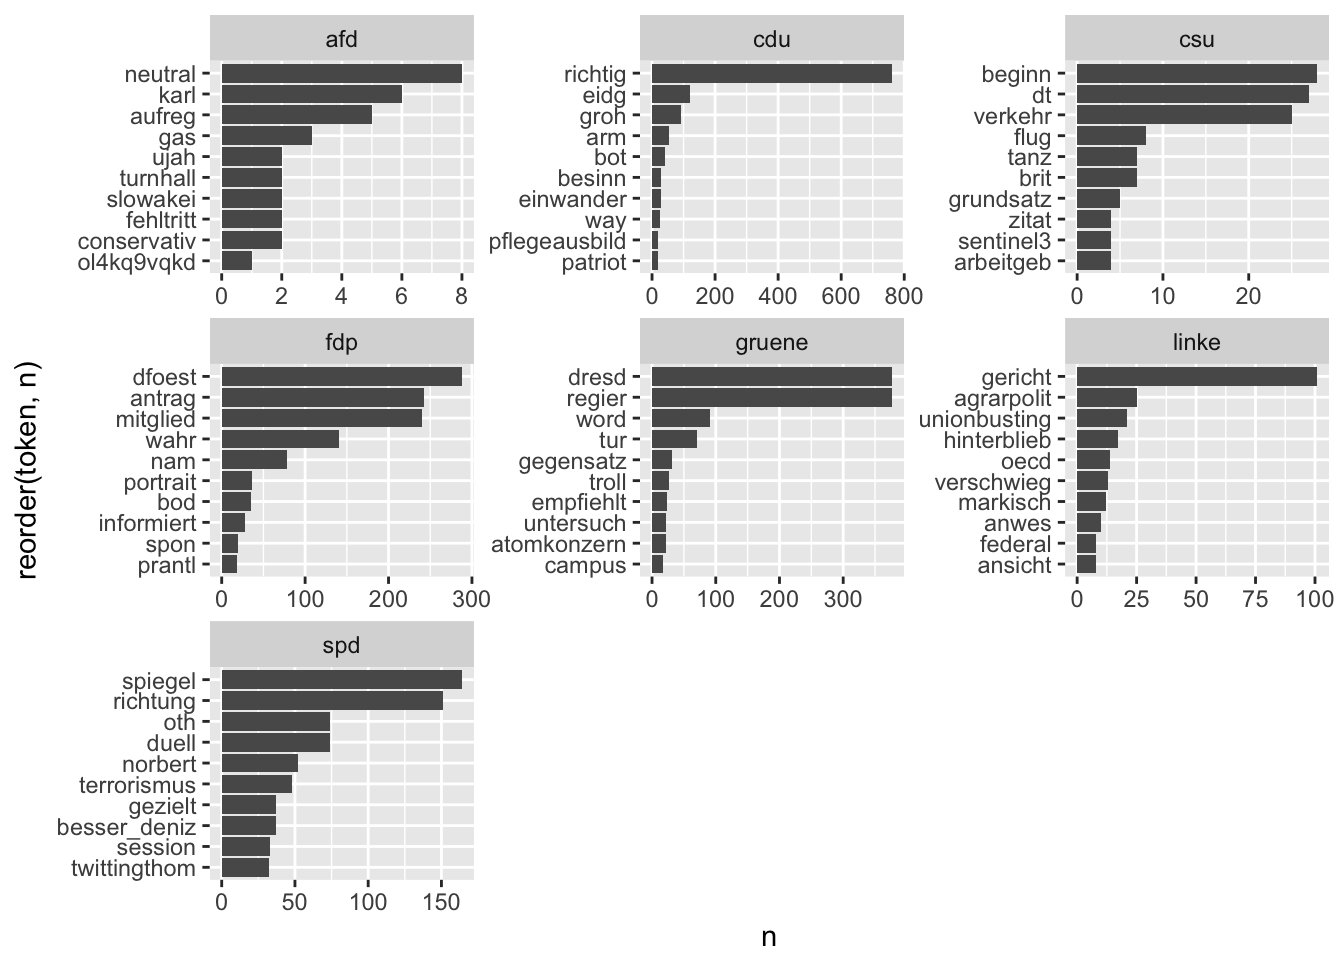 afd
neutral
karl
aufreg
gas
ujah
turnhall
slowakei
fehltritt
conservativ
ol4kq9vqkd
0 2 4 6 8
cdu
richtig
eidg
groh
arm
bot
besinn
einwander
way
pflegeausbild
patriot
0 200 400 600 800
csu
beginn
dt
verkehr
flug
tanz
brit
grundsatz
zitat
sentinel3
arbeitgeb
0 10 20
fdp
dfoest
antrag
mitglied
wahr
nam
portrait
bod
informiert
spon
prantl
0 100 200 300
gruene
dresd
regier
word
tur
gegensatz
troll
empfiehlt
untersuch
atomkonzern
campus
0 100 200 300
linke
gericht
agrarpolit
unionbusting
hinterblieb
oecd
verschwieg
markisch
anwes
federal
ansicht
0 25 50 75 100
spd
spiegel
richtung
oth
duell
norbert
terrorismus
gezielt
besser_deniz
session
twittingthom
0 50 100 150
reorder(token, n)
n